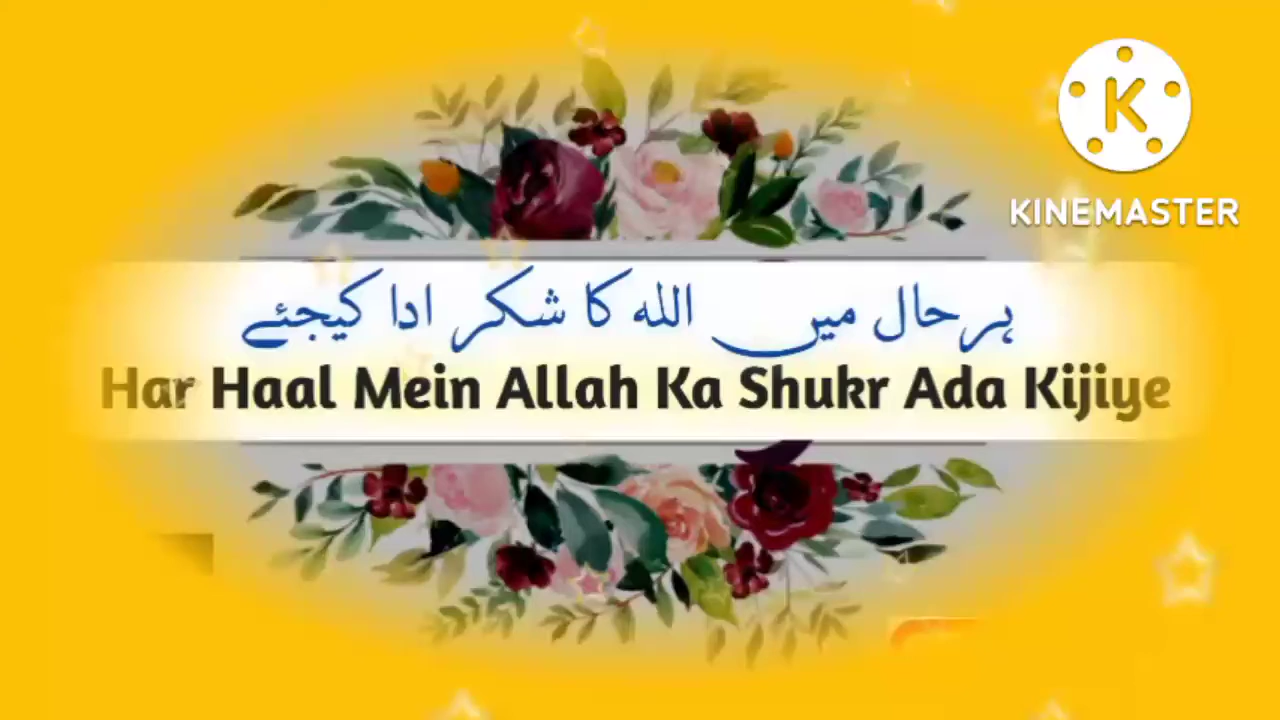 KINEMASTER
ہر حال میں اللہ کا شکر ادا کیجئے
Har Haal Mein Allah Ka Shukr Ada Kijiye